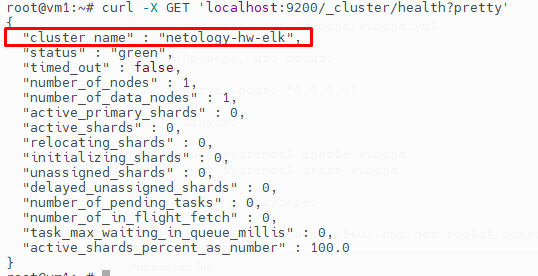 root@vm1:~# curl -X GET 'localhost:9200/_cluster/health?pretty'
{
  "cluster_name" : "netology-hw-elk",
  "status" : "green",
  "timed_out" : false,
  "number_of_nodes" : 1,
  "number_of_data_nodes" : 1,
  "active_primary_shards" : 0,
  "active_shards" : 0,
  "relocating_shards" : 0,
  "initializing_shards" : 0,
  "unassigned_shards" : 0,
  "delayed_unassigned_shards" : 0,
  "number_of_pending_tasks" : 0,
  "number_of_in_flight_fetch" : 0,
  "task_max_waiting_in_queue_millis" : 0,
  "active_shards_percent_as_number" : 100.0
}
root@vm1:~#